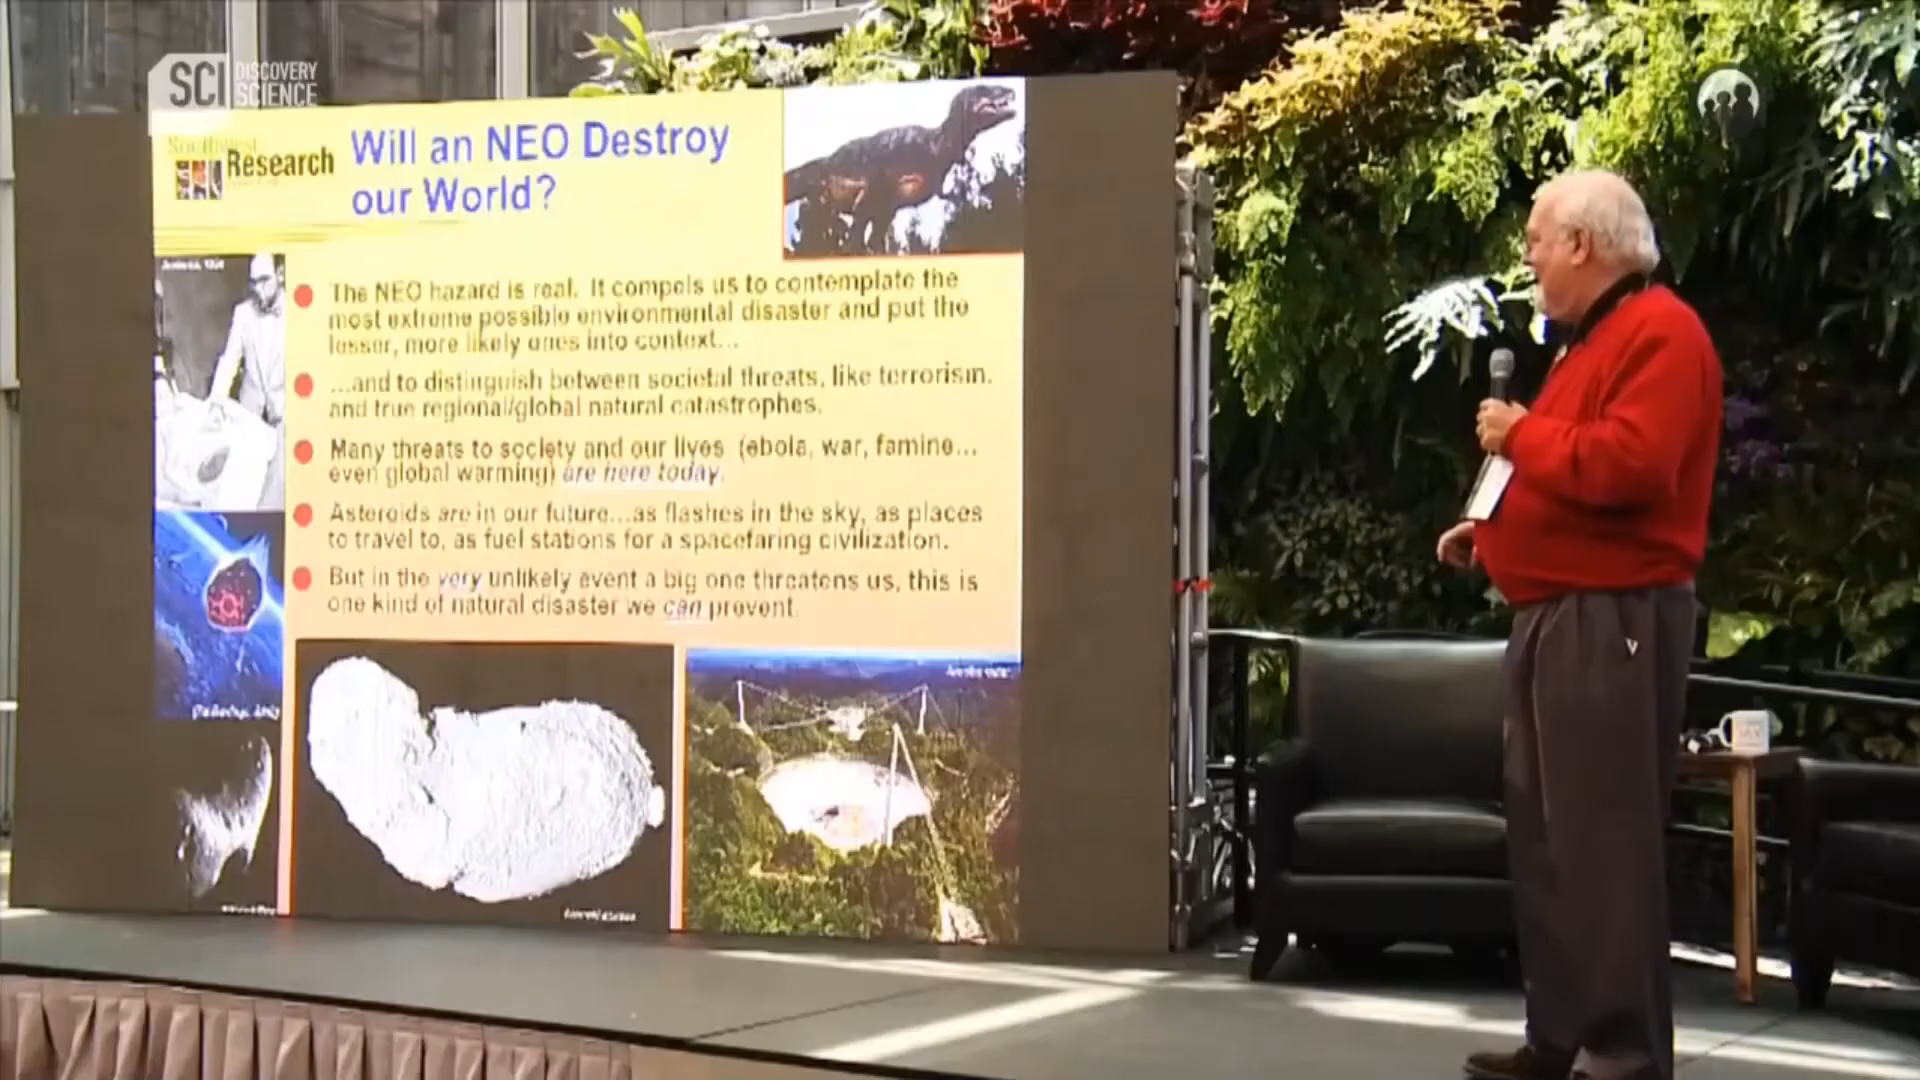 SCI DISCOVERY
SCIENCE
Southwest
Research
Will an NEO Destroy
our World?
The NEO hazard is real. It compels us to contemplate the
most extreme possible environmental disaster and put the
lesser, more likely ones into context...
...and to distinguish between societal threats, like terrorism,
and true regional/global natural catastrophes.
Many threats to society and our lives (ebola, war, famine...
even global warming) are here today.
Asteroids are in our future...as flashes in the sky, as places
to travel to, as fuel stations for a spacefaring civilization.
But in the very unlikely event a big one threatens us, this is
one kind of natural disaster we can prevent.